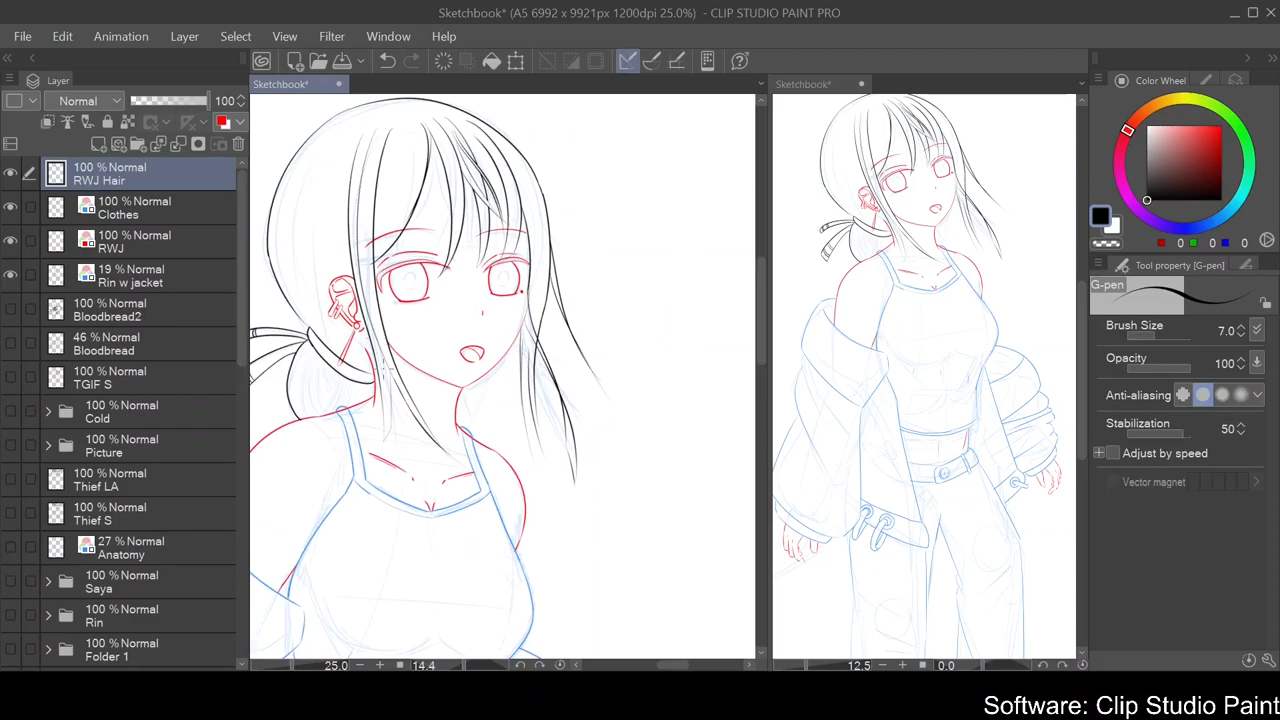 Sketchbook* (A5 6992 x 9921px 1200dpi 25.0%) - CLIP STUDIO PAINT PRO
File Edit Animation Layer Select View Filter Window Help
Layer
Normal 100
100 % Normal
RWJ Hair
100 % Normal
Clothes
100 % Normal
RWJ
19 % Normal
Rin w jacket
100 % Normal
Bloodbread2
46 % Normal
Bloodbread
100 % Normal
TGIF S
100 % Normal
Cold
100 % Normal
Picture
100 % Normal
Thief LA
100 % Normal
Thief S
27 % Normal
Anatomy
100 % Normal
Saya
100 % Normal
Rin
100 % Normal
Folder 1
Sketchbook*
25.0 14.4
Sketchbook*
12.5 0.0
Color Wheel
0 0 0
Tool property [G-pen]
G-pen
Brush Size 7.0
Opacity 100
Anti-aliasing
Stabilization 50
Adjust by speed
Vector magnet
Software: Clip Studio Paint